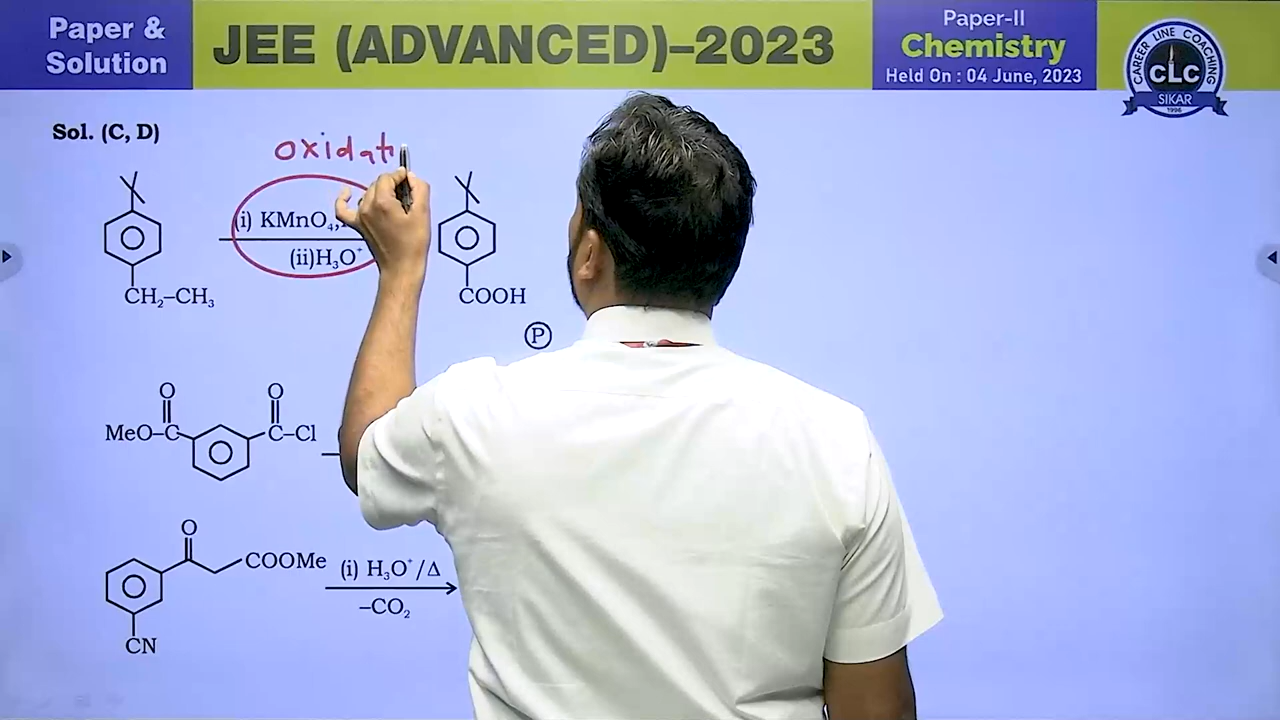 Paper &
Solution
JEE (ADVANCED)–2023
Paper-II
Chemistry
Held On : 04 June, 2023
CAREER LINE COACHING
CLC
SIKAR
1996
Sol. (C, D)
oxidat
(i) KMnO₄,
(ii)H₃O⁺
CH₂–CH₃
COOH
P
O
O
MeO–C
C–Cl
O
COOMe
(i) H₃O⁺/Δ
–CO₂
CN